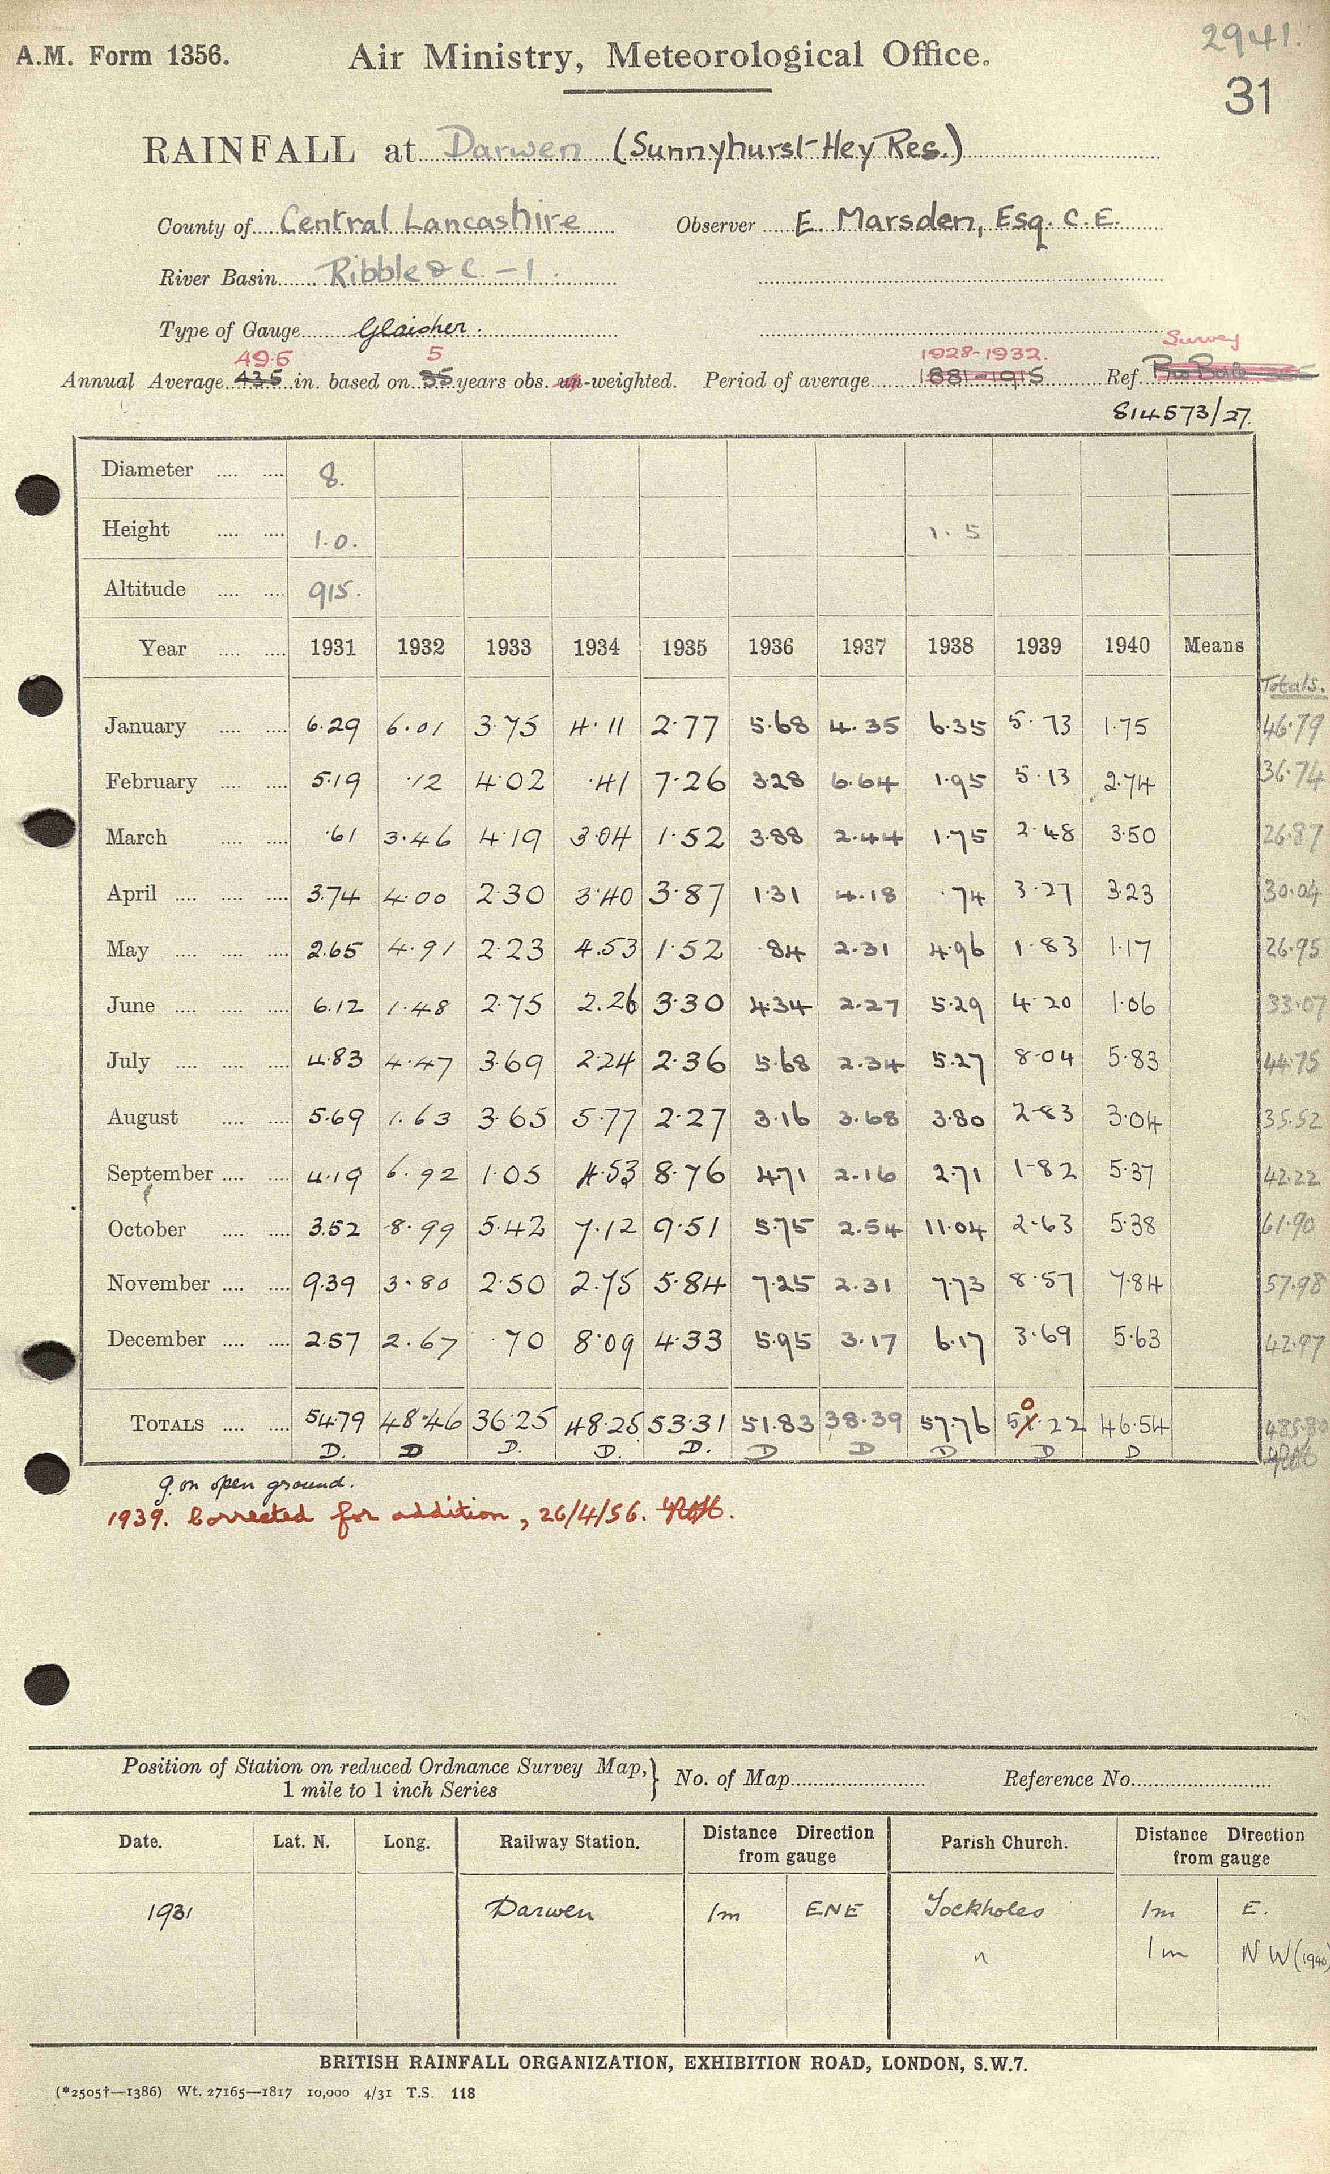 2941.
A.M. Form 1356. Air Ministry, Meteorological Office.
31
RAINFALL at Darwen (Sunnyhurst Hey Res.)
County of Central Lancashire Observer E. Marsden, Esq. C.E.
River Basin Ribble &c - 1.
Type of Gauge Glaisher.
49.6 5 1928-1932. Survey
Annual Average 43.5 in. based on 35 years obs. un-weighted. Period of average 1881-1915 Ref.
814573/27.
Diameter 8.
Height 1.0. 1.5
Altitude 915.
Year 1931 1932 1933 1934 1935 1936 1937 1938 1939 1940 Means
Totals.
January 6.29 6.01 3.75 4.11 2.77 5.68 4.35 6.35 5.73 1.75 46.79
February 5.19 .12 4.02 .41 7.26 3.28 6.64 1.95 5.13 2.74 36.74
March .61 3.46 4.19 3.04 1.52 3.88 2.44 1.75 2.48 3.50 26.87
April 3.74 4.00 2.30 3.40 3.87 1.31 4.18 .74 3.27 3.23 30.04
May 2.65 4.91 2.23 4.53 1.52 .84 2.31 4.96 1.83 1.17 26.95
June 6.12 1.48 2.75 2.26 3.30 4.34 2.27 5.29 4.20 1.06 33.07
July 4.83 4.47 3.69 2.24 2.36 5.68 2.34 5.27 8.04 5.83 44.75
August 5.69 1.63 3.65 5.77 2.27 3.16 3.68 3.80 2.83 3.04 35.52
September 4.19 6.92 1.05 4.53 8.76 4.71 2.16 2.71 1.82 5.37 42.22
October 3.52 8.99 5.42 7.12 9.51 5.75 2.54 11.04 2.63 5.38 61.90
November 9.39 3.80 2.50 2.75 5.84 7.25 2.31 7.73 8.57 7.84 57.98
December 2.57 2.67 .70 8.09 4.33 5.95 3.17 6.17 3.69 5.63 42.97
TOTALS 54.79 48.46 36.25 48.25 53.31 51.83 38.39 57.76 50.22 46.54 485.80
D. D D. D. D. D D D D D
g. on open ground.
1939. Corrected for addition, 26/4/56.
Position of Station on reduced Ordnance Survey Map, 1 mile to 1 inch Series } No. of Map Reference No.
Date. Lat. N. Long. Railway Station. Distance Direction from gauge Parish Church. Distance Direction from gauge
1931 Darwen 1m ENE Tockholes 1m E.
" 1m NW (1940)
BRITISH RAINFALL ORGANIZATION, EXHIBITION ROAD, LONDON, S.W.7.
(*2505†—1386) Wt. 27165—1817 10,000 4/31 T.S. 118